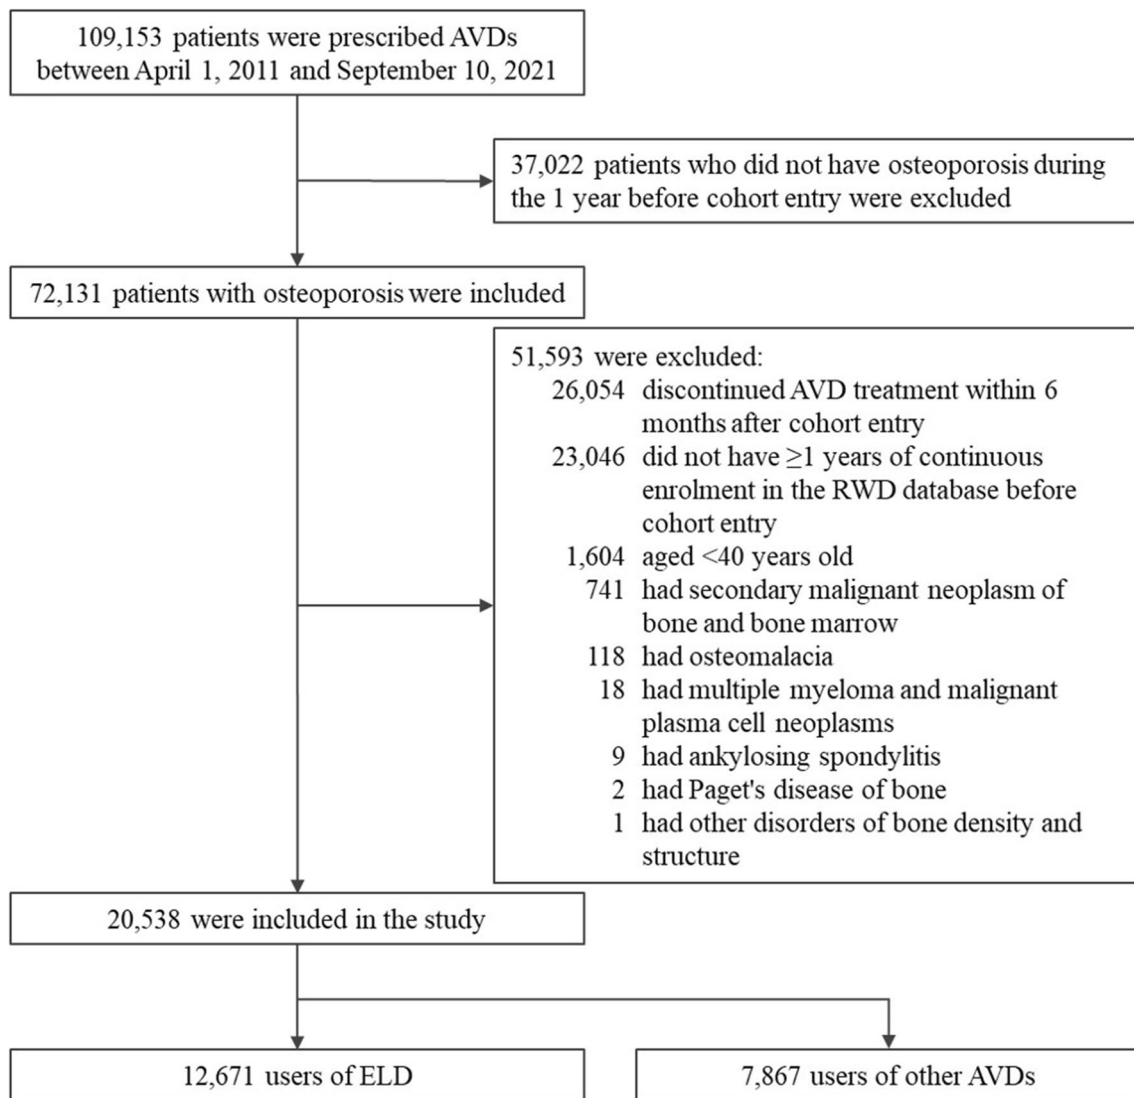 109,153 patients were prescribed AVDs
between April 1, 2011 and September 10, 2021
37,022 patients who did not have osteoporosis during
the 1 year before cohort entry were excluded
72,131 patients with osteoporosis were included
51,593 were excluded:
26,054 discontinued AVD treatment within 6
months after cohort entry
23,046 did not have ≥1 years of continuous
enrolment in the RWD database before
cohort entry
1,604 aged <40 years old
741 had secondary malignant neoplasm of
bone and bone marrow
118 had osteomalacia
18 had multiple myeloma and malignant
plasma cell neoplasms
9 had ankylosing spondylitis
2 had Paget's disease of bone
1 had other disorders of bone density and
structure
20,538 were included in the study
12,671 users of ELD
7,867 users of other AVDs